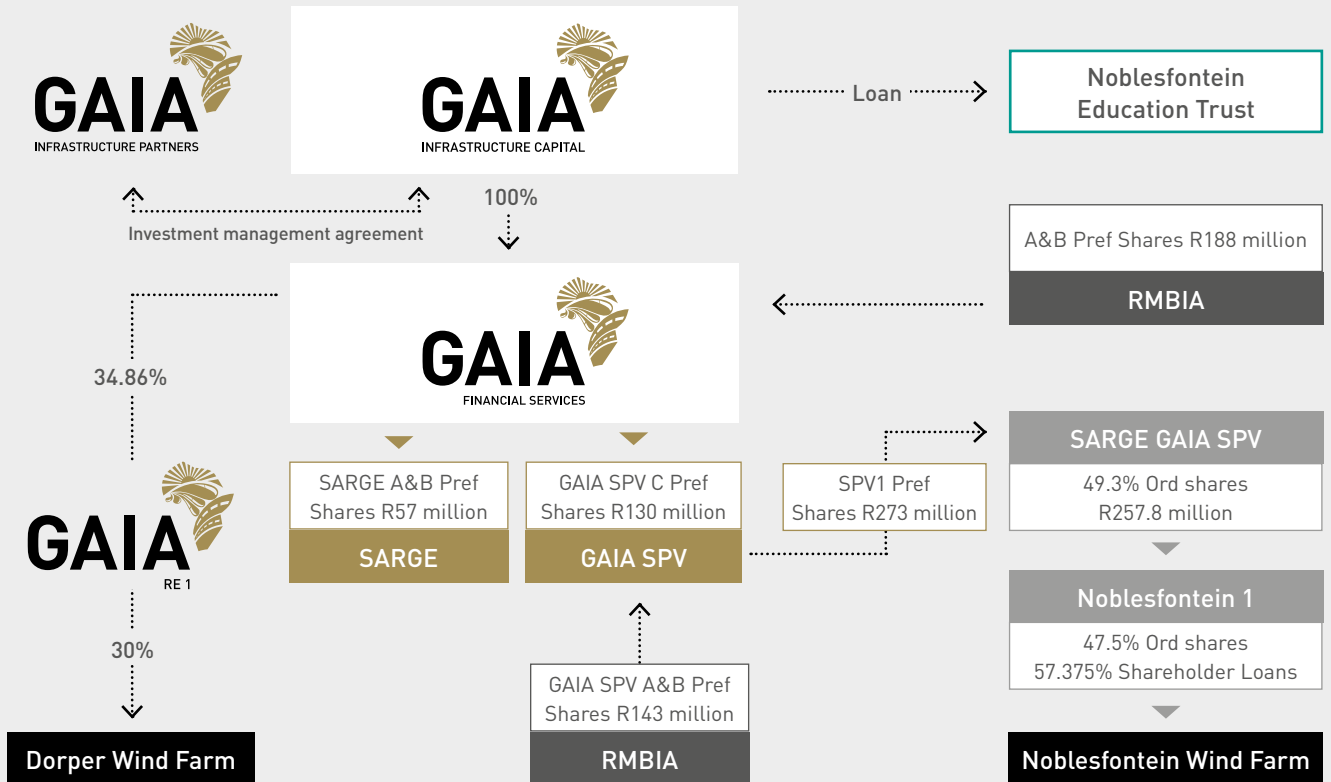 GAIA
INFRASTRUCTURE PARTNERS
GAIA
INFRASTRUCTURE CAPITAL
Loan
Noblesfontein
Education Trust
Investment management agreement
100%
A&B Pref Shares R188 million
RMBIA
GAIA
FINANCIAL SERVICES
34.86%
SARGE A&B Pref
Shares R57 million
SARGE
GAIA SPV C Pref
Shares R130 million
GAIA SPV
SPV1 Pref
Shares R273 million
SARGE GAIA SPV
49.3% Ord shares
R257.8 million
GAIA
RE 1
30%
Dorper Wind Farm
GAIA SPV A&B Pref
Shares R143 million
RMBIA
Noblesfontein 1
47.5% Ord shares
57.375% Shareholder Loans
Noblesfontein Wind Farm